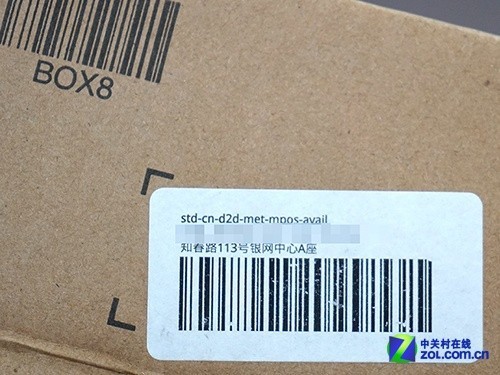 BOX8
std-cn-d2d-met-mpos-avail
知春路113号银网中心A座
中关村在线
zol.com.cn